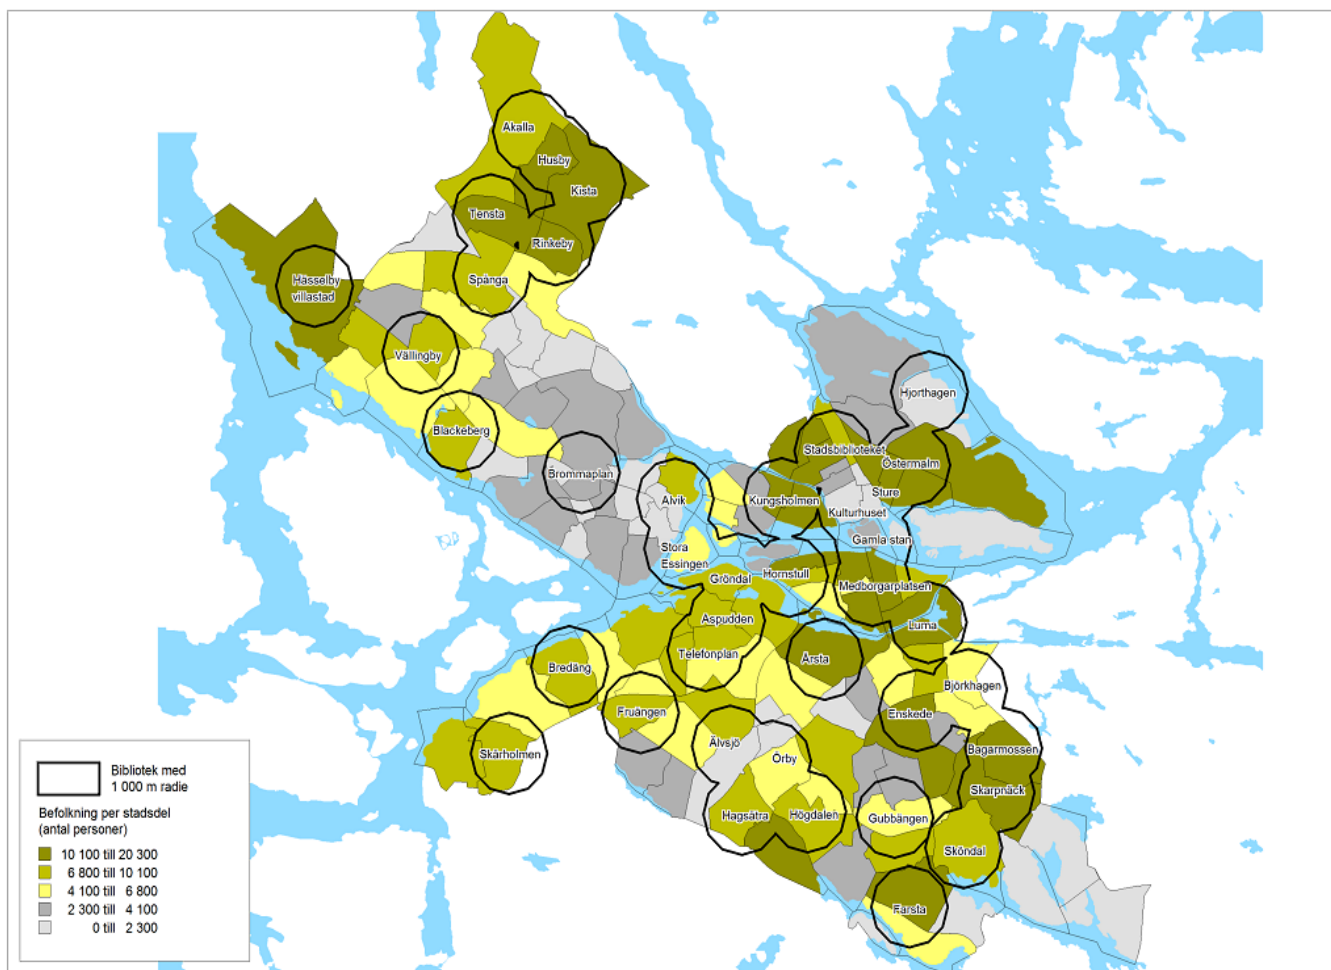 Akalla
Husby
Kista
Tensta
Rinkeby
Hässelby
villastad
Spånga
Vällingby
Hjorthagen
Blackeberg
Stadsbiblioteket
Östermalm
Brommaplan
Sture
Alvik
Kungsholmen
Kulturhuset
Gamla stan
Stora
Essingen
Gröndal
Hornstull
Medborgarplatsen
Aspudden
Luma
Telefonplan
Årsta
Bredäng
Björkhagen
Fruängen
Enskede
Älvsjö
Bagarmossen
Skärholmen
Örby
Skarpnäck
Hagsätra
Högdalen
Gubbängen
Sköndal
Farsta
Bibliotek med
1 000 m radie
Befolkning per stadsdel
(antal personer)
10 100 till 20 300
6 800 till 10 100
4 100 till 6 800
2 300 till 4 100
0 till 2 300